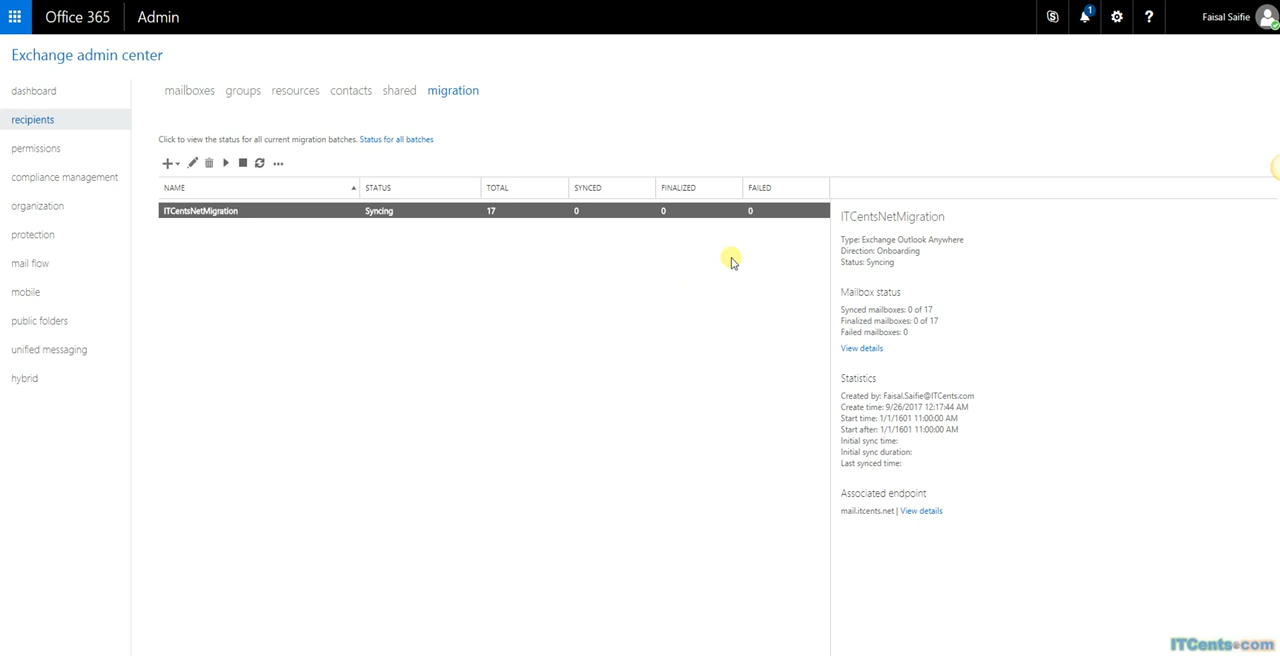 Office 365 Admin 1 ? Faisal Saifie
Exchange admin center
dashboard
recipients
permissions
compliance management
organization
protection
mail flow
mobile
public folders
unified messaging
hybrid
mailboxes groups resources contacts shared migration
Click to view the status for all current migration batches. Status for all batches
NAME STATUS TOTAL SYNCED FINALIZED FAILED
ITCentsNetMigration Syncing 17 0 0 0
ITCentsNetMigration
Type: Exchange Outlook Anywhere
Direction: Onboarding
Status: Syncing
Mailbox status
Synced mailboxes: 0 of 17
Finalized mailboxes: 0 of 17
Failed mailboxes: 0
View details
Statistics
Created by: Faisal.Saifie@ITCents.com
Create time: 9/26/2017 12:17:44 AM
Start time: 1/1/1601 11:00:00 AM
Start after: 1/1/1601 11:00:00 AM
Initial sync time:
Initial sync duration:
Last synced time:
Associated endpoint
mail.itcents.net | View details
ITCents.com